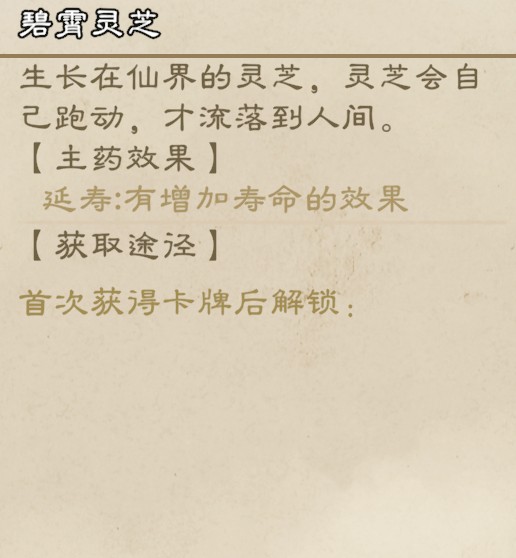 碧霄灵芝
生长在仙界的灵芝，灵芝会自
己跑动，才流落到人间。
【主药效果】
延寿:有增加寿命的效果
【获取途径】
首次获得卡牌后解锁：